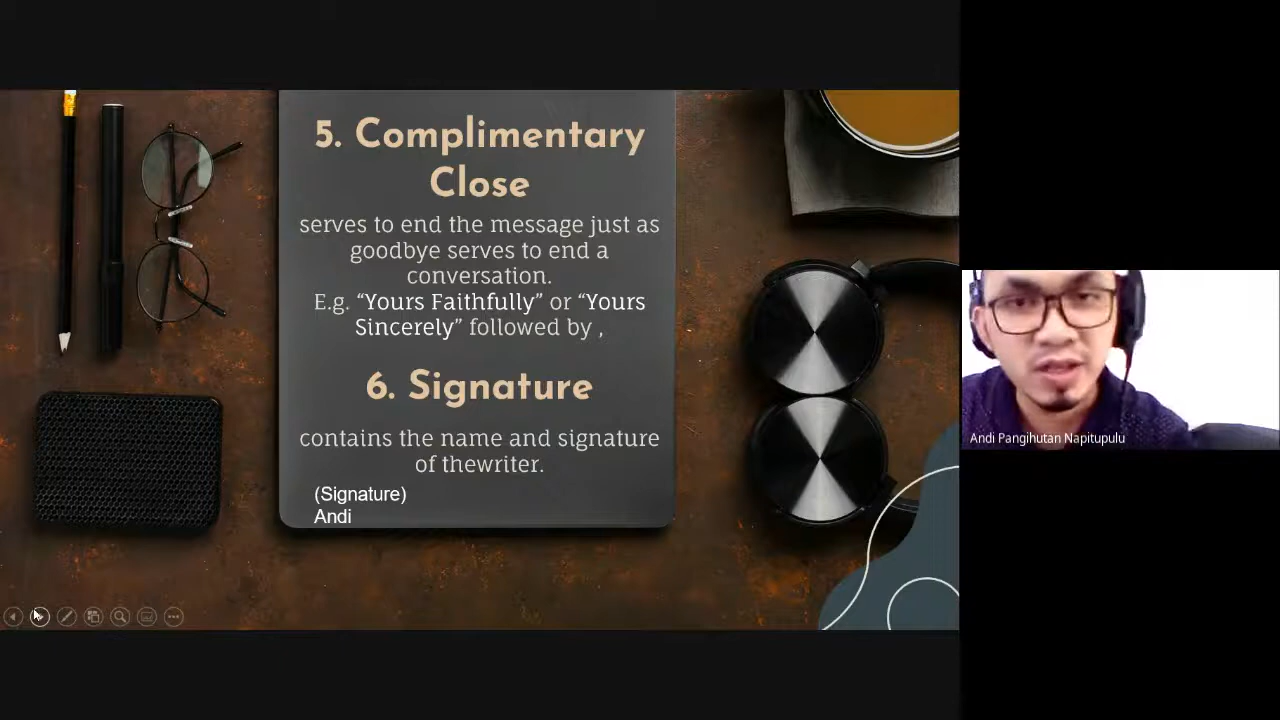 5. Complimentary
Close
serves to end the message just as
goodbye serves to end a
conversation.
E.g. “Yours Faithfully” or “Yours
Sincerely” followed by ,
6. Signature
contains the name and signature
of thewriter.
(Signature)
Andi
Andi Pangihutan Napitupulu